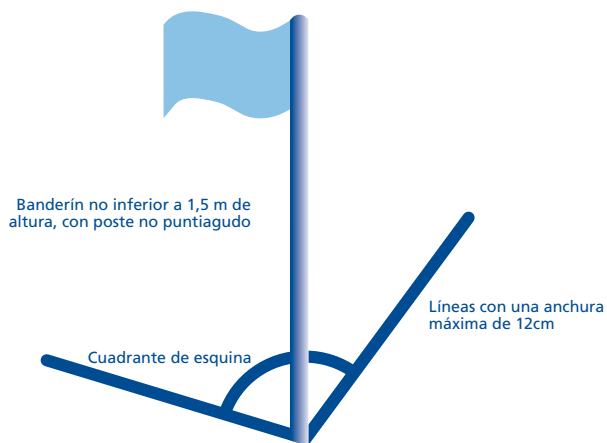 Banderín no inferior a 1,5 m de
altura, con poste no puntiagudo
Líneas con una anchura
máxima de 12cm
Cuadrante de esquina